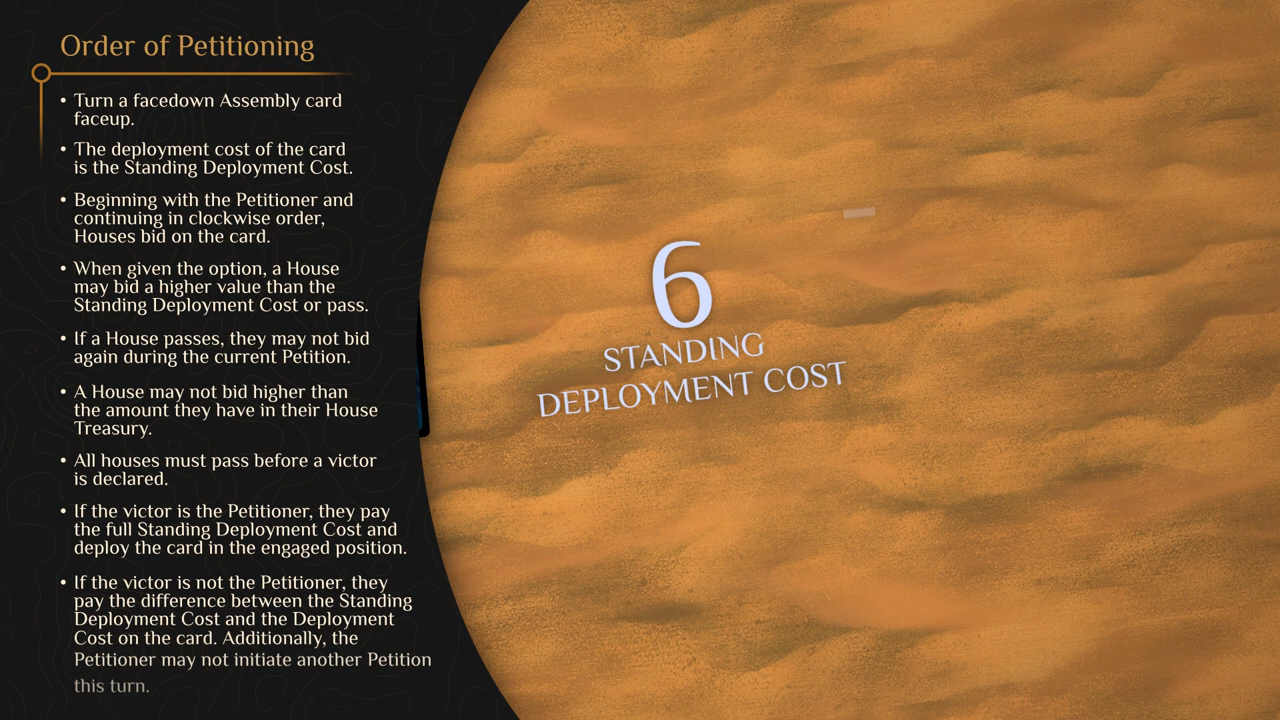 Order of Petitioning
• Turn a facedown Assembly card
faceup.
• The deployment cost of the card
is the Standing Deployment Cost.
• Beginning with the Petitioner and
continuing in clockwise order,
Houses bid on the card.
• When given the option, a House
may bid a higher value than the
Standing Deployment Cost or pass.
• If a House passes, they may not bid
again during the current Petition.
• A House may not bid higher than
the amount they have in their House
Treasury.
• All houses must pass before a victor
is declared.
• If the victor is the Petitioner, they pay
the full Standing Deployment Cost and
deploy the card in the engaged position.
• If the victor is not the Petitioner, they
pay the difference between the Standing
Deployment Cost and the Deployment
Cost on the card. Additionally, the
Petitioner may not initiate another Petition
this turn.
6
STANDING
DEPLOYMENT COST